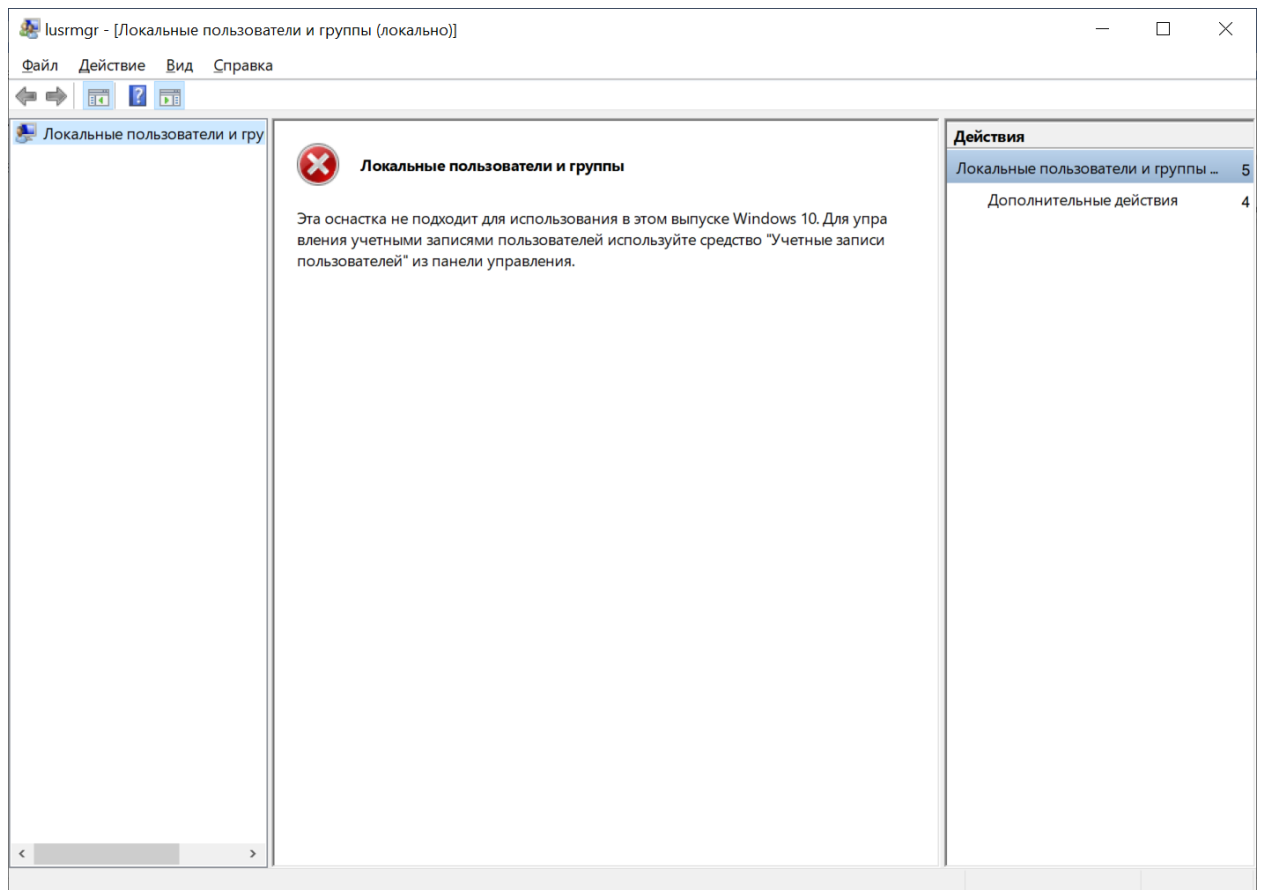 lusrmgr - [Локальные пользователи и группы (локально)]
Файл Действие Вид Справка
Локальные пользователи и гру
Локальные пользователи и группы
Эта оснастка не подходит для использования в этом выпуске Windows 10. Для упра
вления учетными записями пользователей используйте средство "Учетные записи
пользователей" из панели управления.
Действия
Локальные пользователи и группы ... 5
Дополнительные действия 4